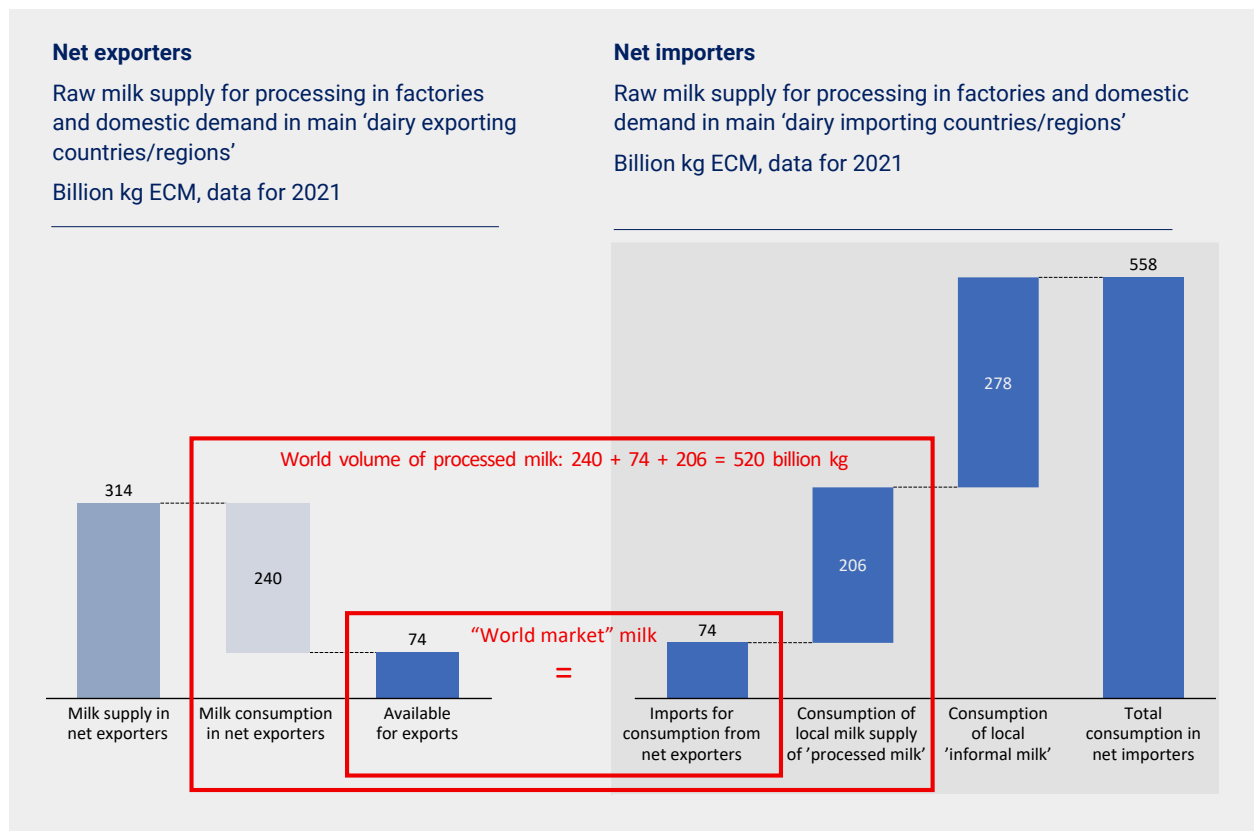 Net exporters
Raw milk supply for processing in factories
and domestic demand in main ‘dairy exporting
countries/regions’
Billion kg ECM, data for 2021
Net importers
Raw milk supply for processing in factories and domestic
demand in main ‘dairy importing countries/regions’
Billion kg ECM, data for 2021
World volume of processed milk: 240 + 74 + 206 = 520 billion kg
“World market” milk
=
314
240
74
74
206
278
558
Milk supply in
net exporters
Milk consumption
in net exporters
Available
for exports
Imports for
consumption from
net exporters
Consumption of
local milk supply
of ’processed milk’
Consumption
of local
’informal milk’
Total
consumption in
net importers